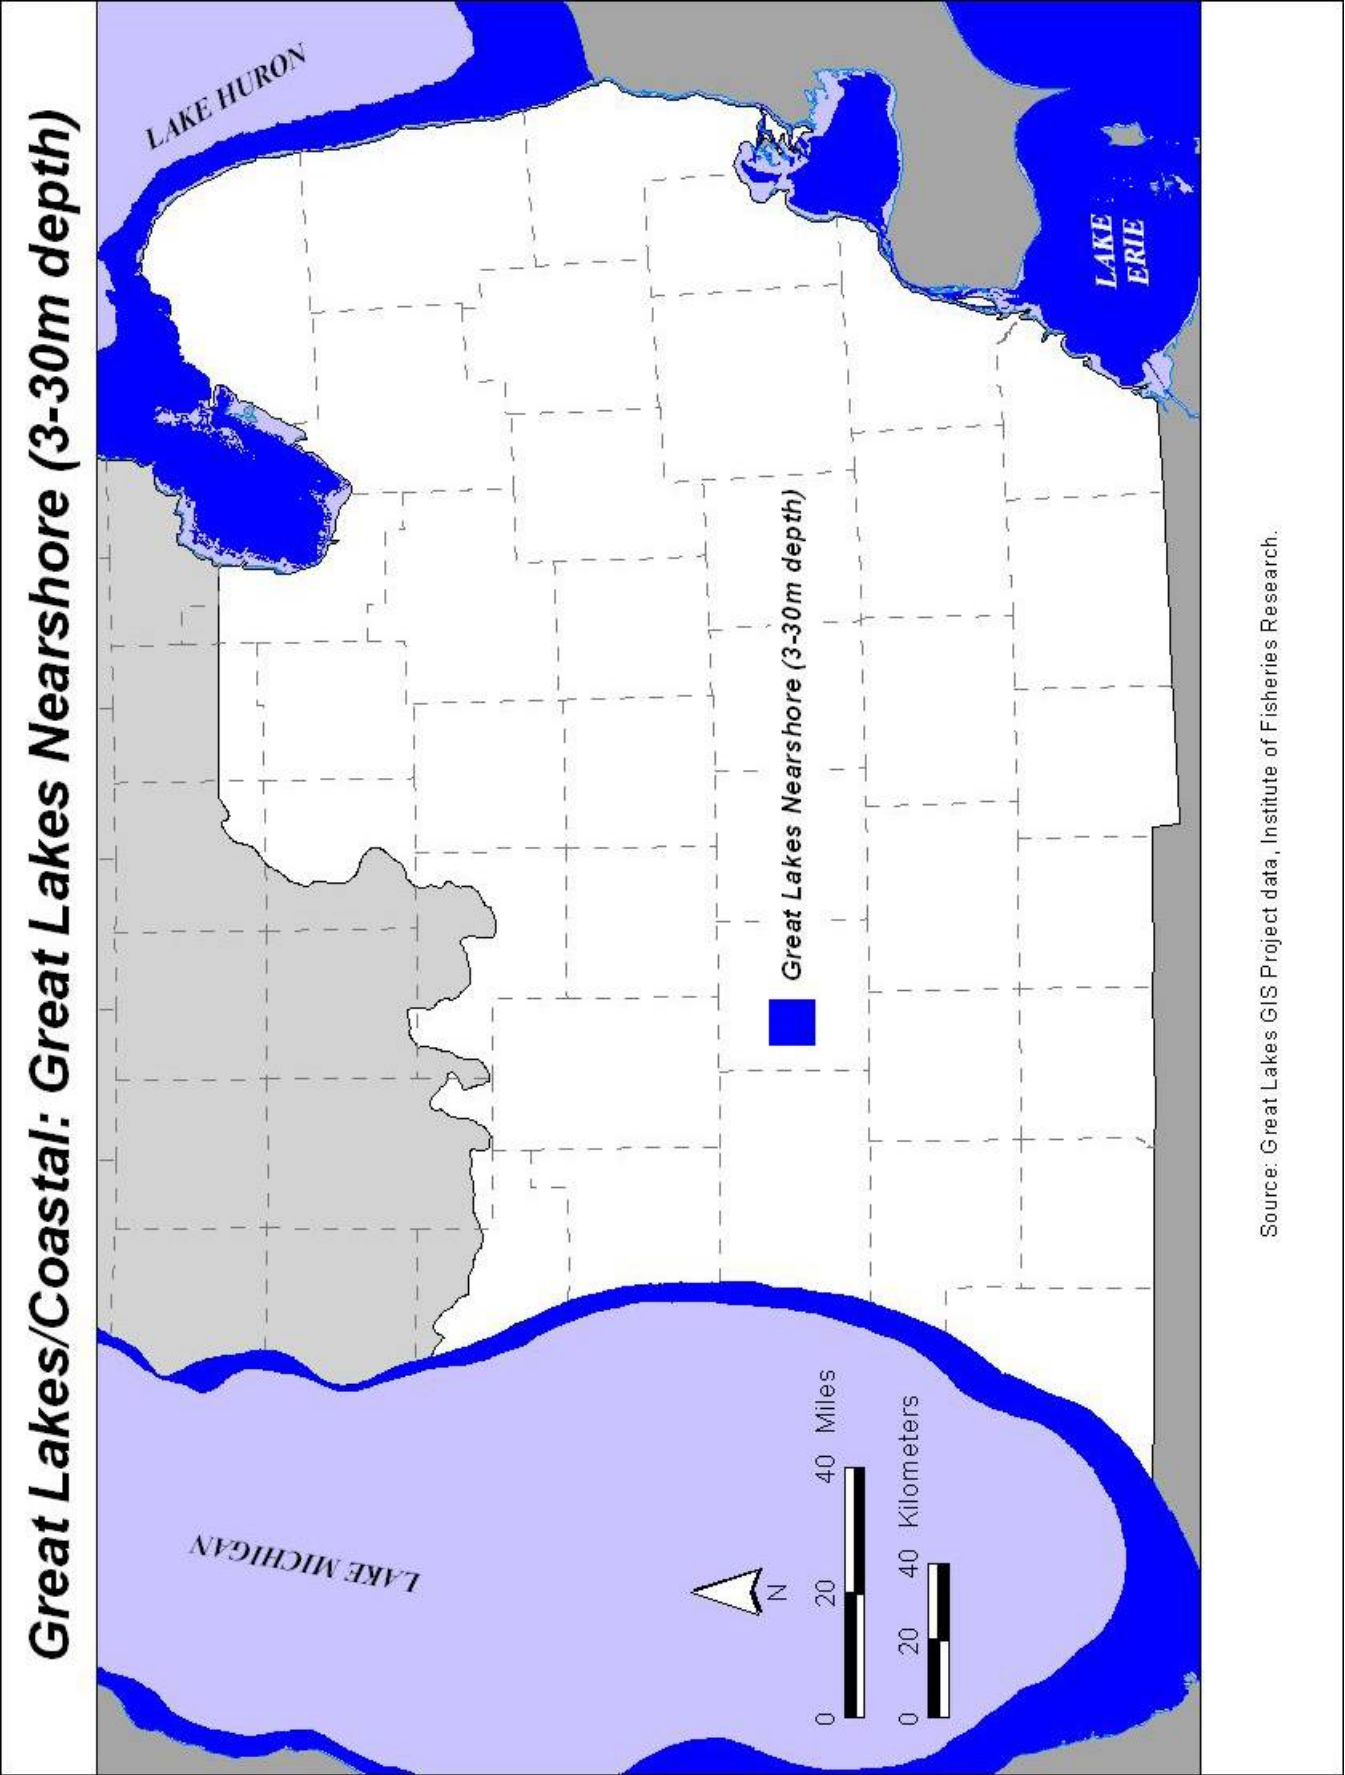 Great Lakes/Coastal: Great Lakes Nearshore (3-30m depth)
LAKE HURON
LAKE MICHIGAN
Great Lakes Nearshore (3-30m depth)
N
0 20 40 Miles
0 20 40 Kilometers
LAKE
ERIE
Source: Great Lakes GIS Project data, Institute of Fisheries Research.